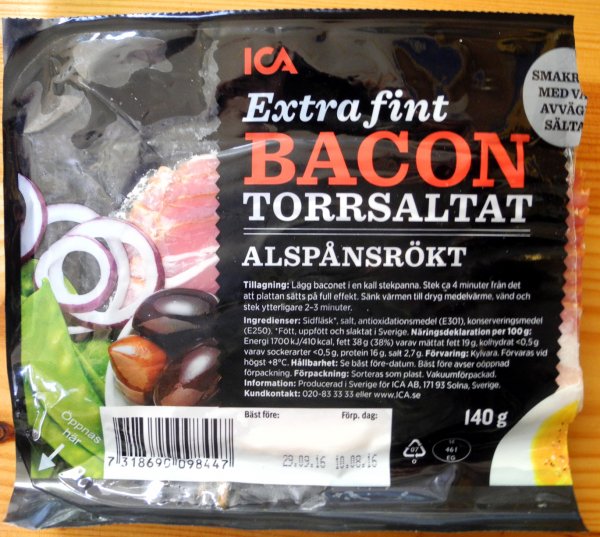 ICA
Extra fint
BACON
TORRSALTAT
ALSPÅNSRÖKT
SMAKR
MED VA
AVVÄG
SÄLTA
Tillagning: Lägg baconet i en kall stekpanna. Stek ca 4 minuter från det
att plattan sätts på full effekt. Sänk värmen till dryg medelvärme, vänd och
stek ytterligare 2–3 minuter.
Ingredienser: Sidfläsk*, salt, antioxidationsmedel (E301), konserveringsmedel
(E250). *Fött, uppfött och slaktat i Sverige. Näringsdeklaration per 100 g:
Energi 1700 kJ/410 kcal, fett 38 g (38%) varav mättat fett 19 g, kolhydrat <0,5 g
varav sockerarter <0,5 g, protein 16 g, salt 2,7 g. Förvaring: Kylvara. Förvaras vid
högst +8°C. Hållbarhet: Se bäst före-datum. Bäst före avser oöppnad
förpackning. Förpackning: Sorteras som plast. Vakuumförpackad.
Information: Producerad i Sverige för ICA AB, 171 93 Solna, Sverige.
Kundkontakt: 020-83 33 33 eller www.ICA.se
140 g
Öppnas
här
Bäst före: Förp. dag:
29.09.16 10.08.16
7 318690 098447
07
461
EG